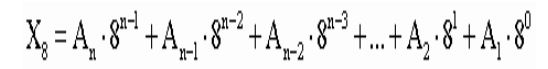 X₈ = Aₙ·8ⁿ⁻¹ + Aₙ₋₁·8ⁿ⁻² + Aₙ₋₂·8ⁿ⁻³ + ... + A₂·8¹ + A₁·8⁰